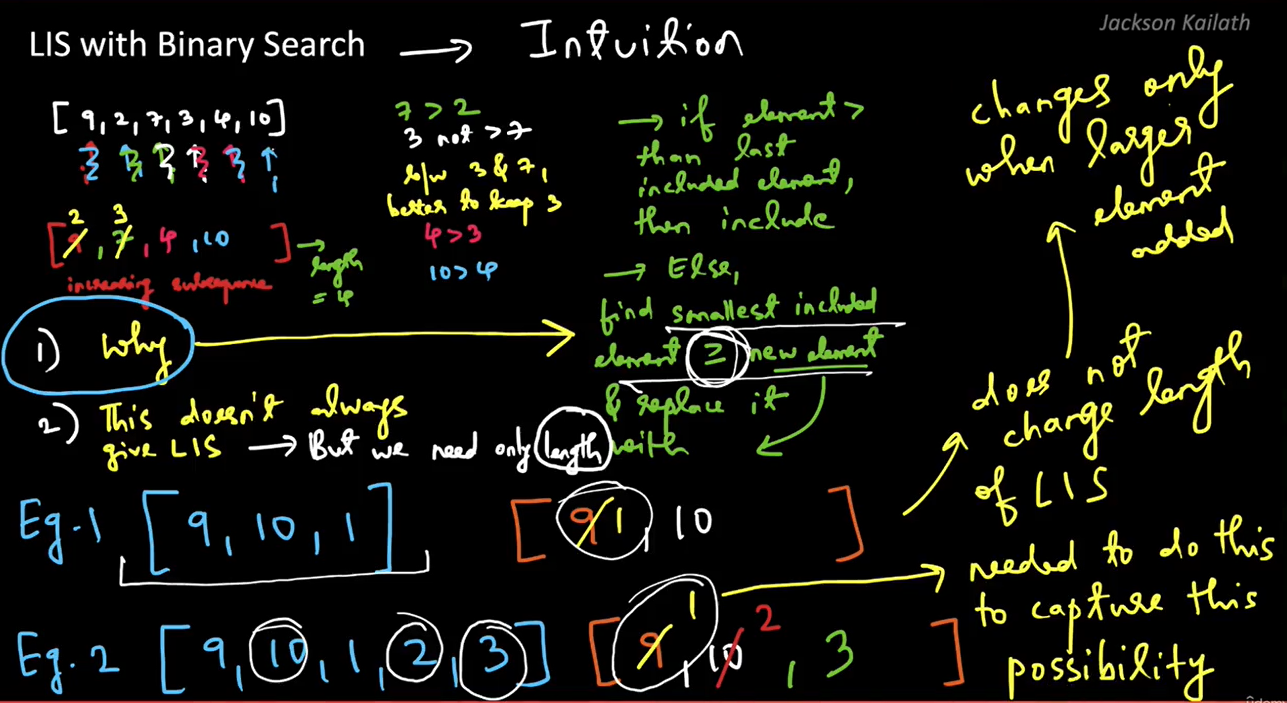 Jackson Kailath
LIS with Binary Search → Intuition
[ 9, 2, 7, 3, 4, 10 ]
2 3
[ 9, 7, 4, 10 ] →
length
= 4
increasing subsequence
7 > 2
3 not > 7
b/w 3 & 7,
better to keep 3
4 > 3
10 > 4
→ if element >
than last
included element,
then include
→ Else,
find smallest included
element ≥ new element
& replace it
with
changes only
when larger
element
added
1) Why
2) This doesn't always
give LIS → But we need only length
does not
change length
of LIS
Eg.1 [ 9, 10, 1 ] [ 9 1, 10 ]
needed to do this
to capture this
possibility
Eg.2 [ 9, 10, 1, 2, 3 ] [ 9 1, 10 2, 3 ]
ûdemy